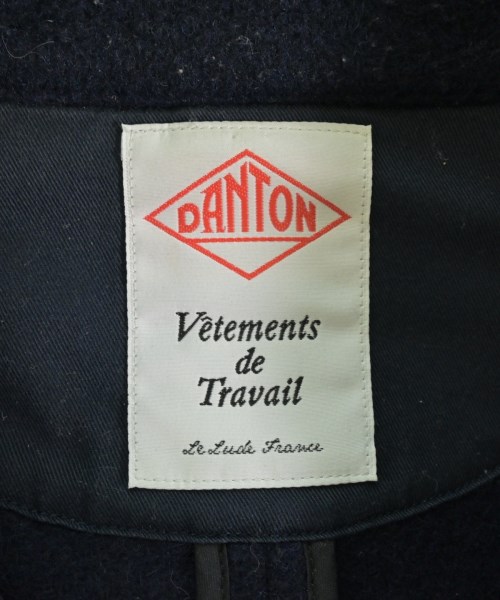 DANTON
Vêtements
de
Travail
Le Lude France